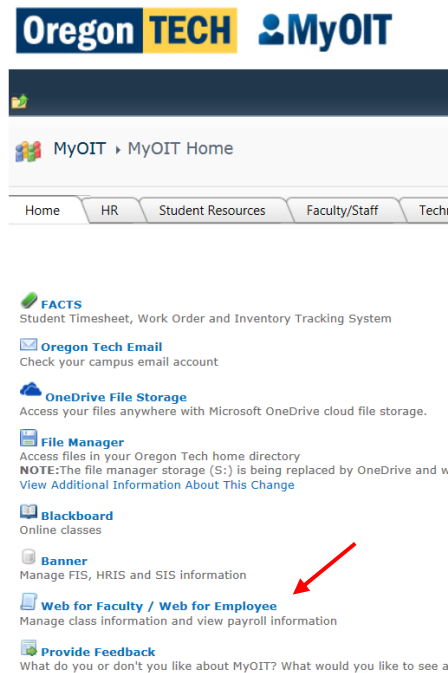 Oregon TECH MyOIT
MyOIT ▸ MyOIT Home
Home HR Student Resources Faculty/Staff
FACTS
Student Timesheet, Work Order and Inventory Tracking System
Oregon Tech Email
Check your campus email account
OneDrive File Storage
Access your files anywhere with Microsoft OneDrive cloud file storage.
File Manager
Access files in your Oregon Tech home directory
NOTE:The file manager storage (S:) is being replaced by OneDrive and
View Additional Information About This Change
Blackboard
Online classes
Banner
Manage FIS, HRIS and SIS information
Web for Faculty / Web for Employee
Manage class information and view payroll information
Provide Feedback
What do you or don't you like about MyOIT? What would you like to see